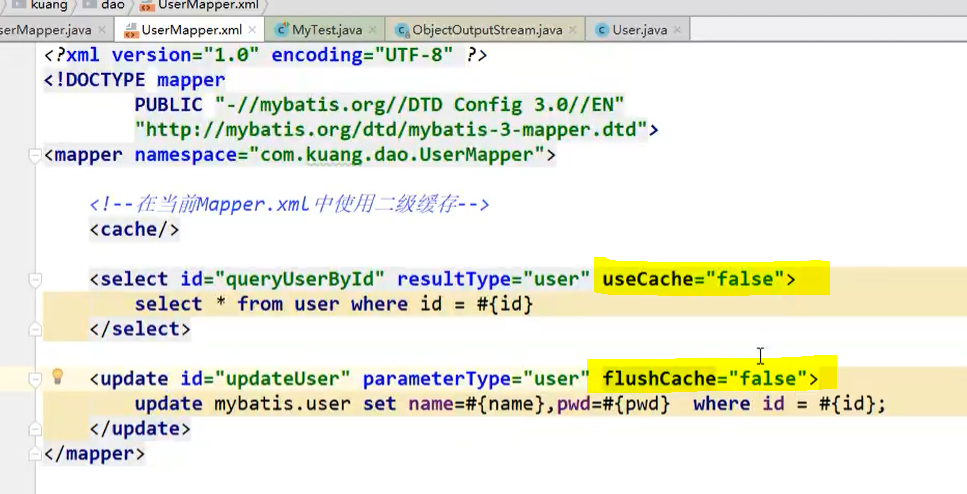 kuang dao UserMapper.xml
serMapper.java UserMapper.xml MyTest.java ObjectOutputStream.java User.java
<?xml version="1.0" encoding="UTF-8" ?>
<!DOCTYPE mapper
PUBLIC "-//mybatis.org//DTD Config 3.0//EN"
"http://mybatis.org/dtd/mybatis-3-mapper.dtd">
<mapper namespace="com.kuang.dao.UserMapper">
<!--在当前Mapper.xml中使用二级缓存-->
<cache/>
<select id="queryUserById" resultType="user" useCache="false">
select * from user where id = #{id}
</select>
<update id="updateUser" parameterType="user" flushCache="false">
update mybatis.user set name=#{name},pwd=#{pwd}  where id = #{id};
</update>
</mapper>